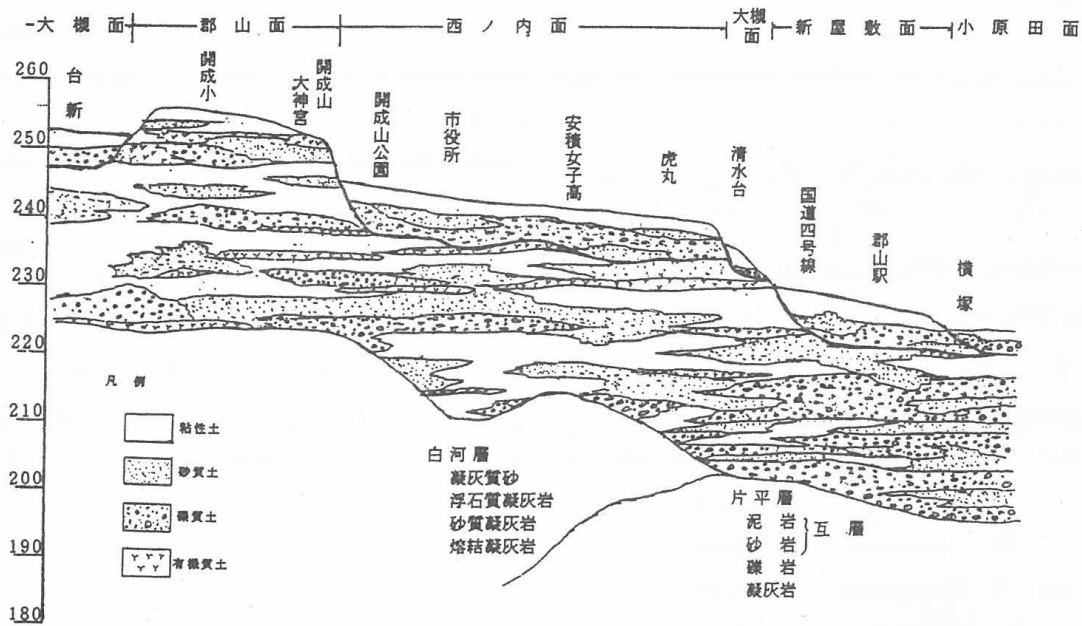 -大槻面
郡山面
西ノ内面
大槻面
新屋敷面
小原田面
260
250
240
230
220
210
200
190
180
台新
開成小
大神宮
開成山
開成山公園
市役所
安積女子高
虎丸
清水台
国道四号線
郡山駅
横塚
凡例
粘性土
砂質土
礫質土
有機質土
白河層
凝灰質砂
浮石質凝灰岩
砂質凝灰岩
熔結凝灰岩
片平層
泥岩
砂岩
互層
礫岩
凝灰岩